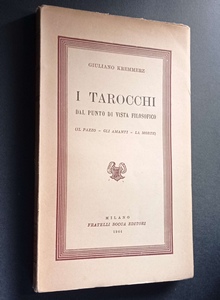 GIULIANO KREMMERZ
I TAROCCHI
DAL PUNTO DI VISTA FILOSOFICO
(IL PAZZO - GLI AMANTI - LA MORTE)
MILANO
FRATELLI BOCCA EDITORI